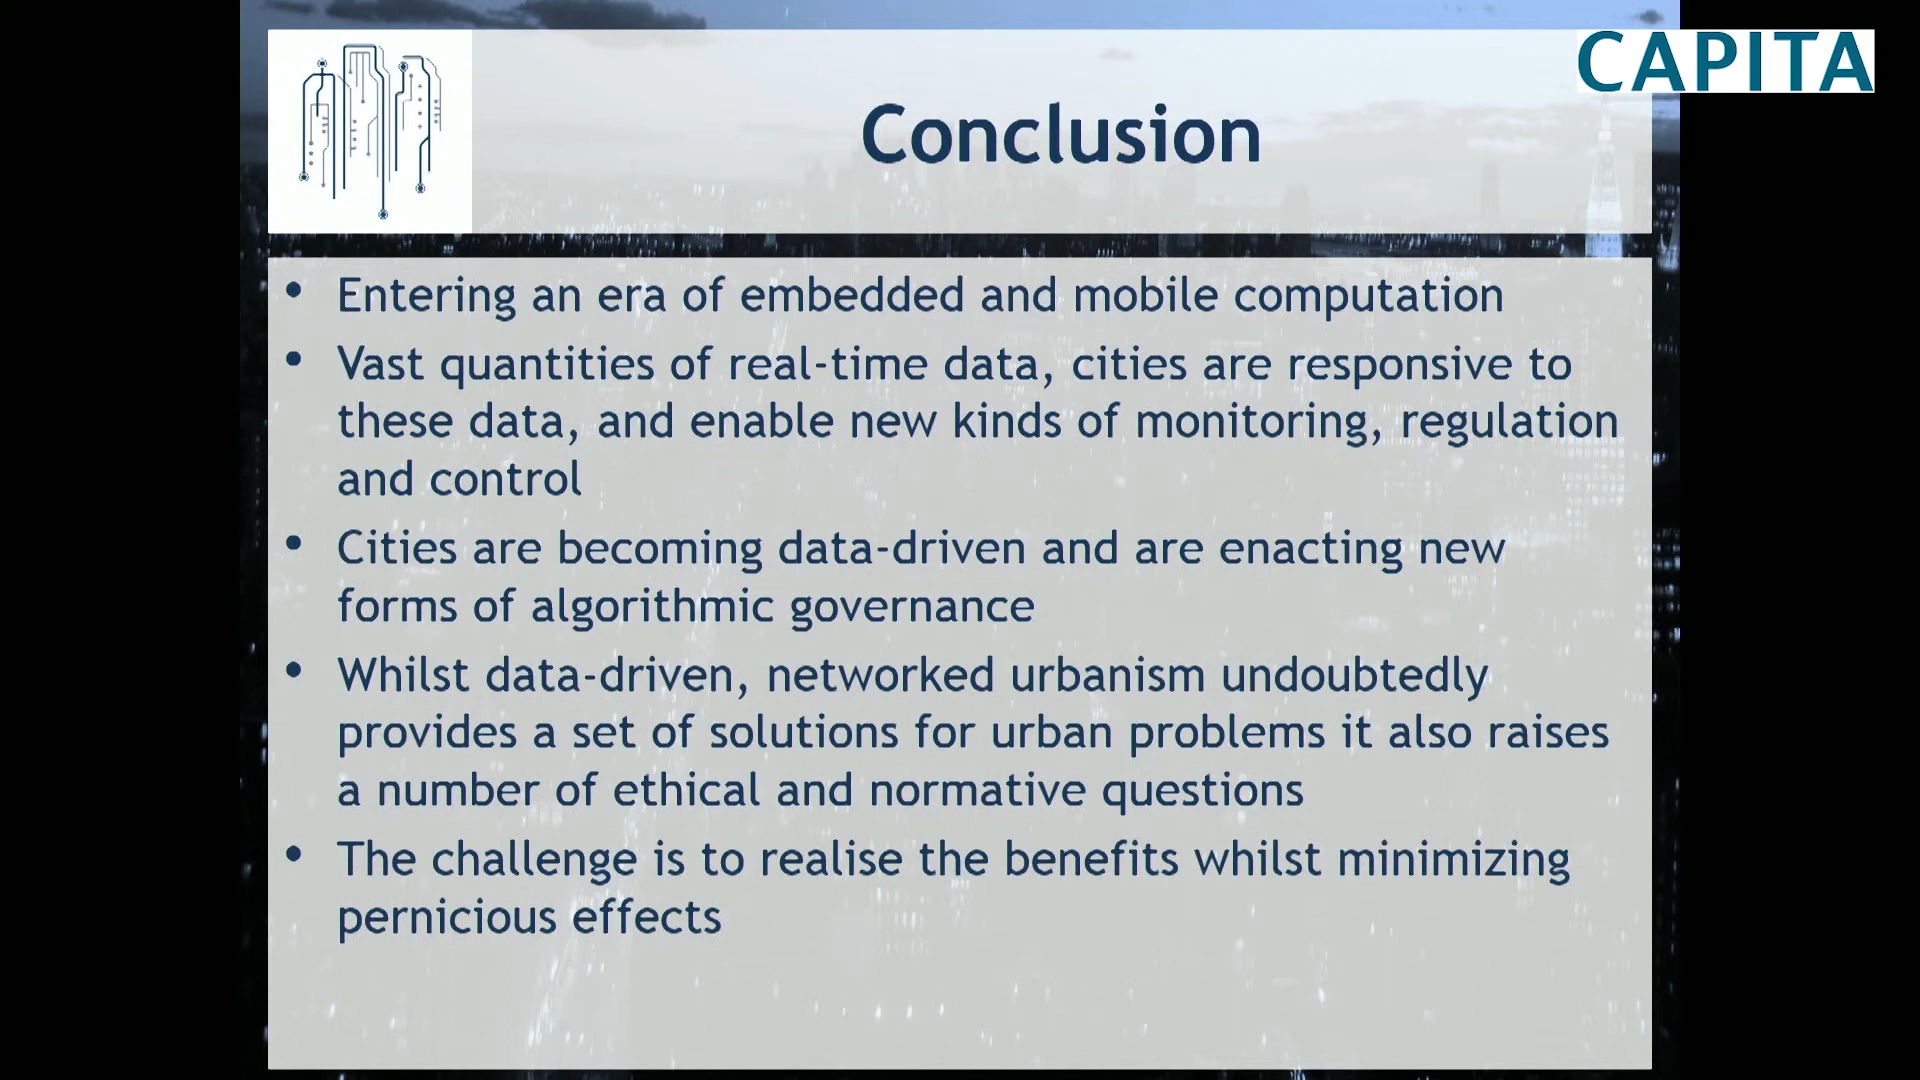 CAPITA
Conclusion
• Entering an era of embedded and mobile computation
• Vast quantities of real-time data, cities are responsive to
these data, and enable new kinds of monitoring, regulation
and control
• Cities are becoming data-driven and are enacting new
forms of algorithmic governance
• Whilst data-driven, networked urbanism undoubtedly
provides a set of solutions for urban problems it also raises
a number of ethical and normative questions
• The challenge is to realise the benefits whilst minimizing
pernicious effects